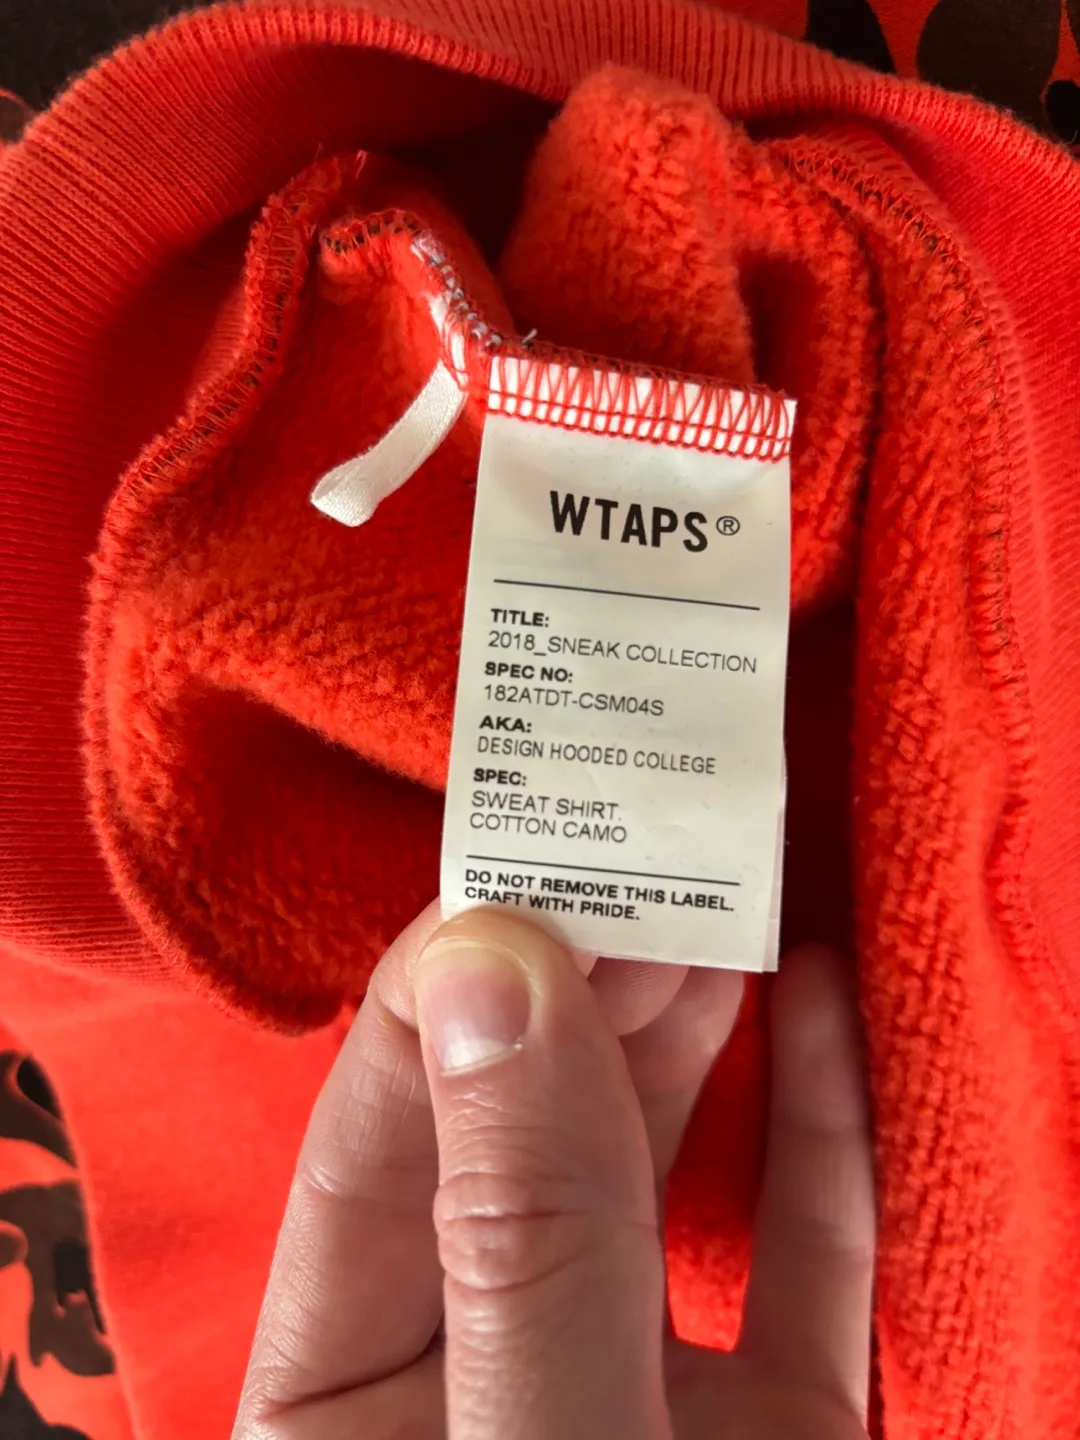 WTAPS®
TITLE:
2018_SNEAK COLLECTION
SPEC NO:
182ATDT-CSM04S
AKA:
DESIGN HOODED COLLEGE
SPEC:
SWEAT SHIRT.
COTTON CAMO
DO NOT REMOVE THIS LABEL.
CRAFT WITH PRIDE.